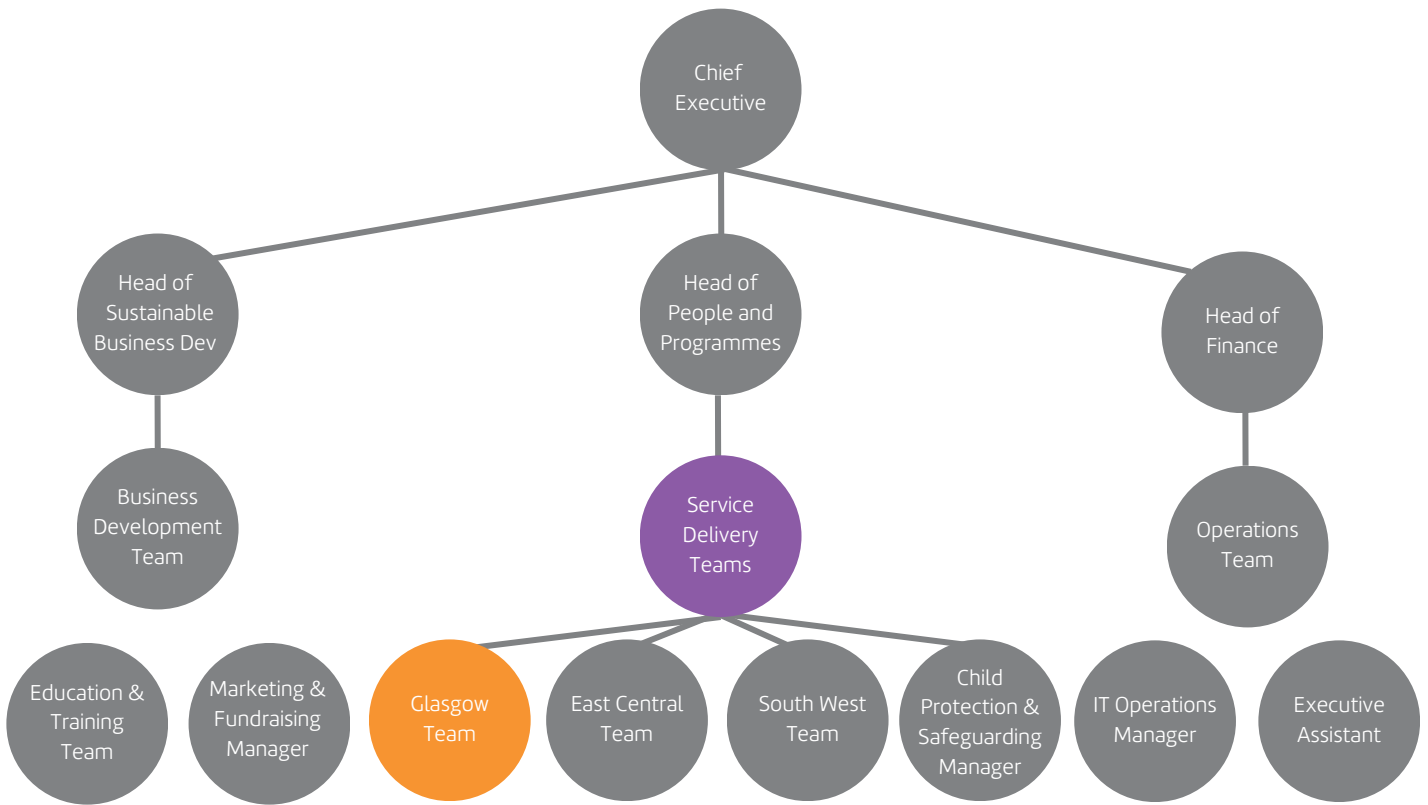 Chief
Executive
Head of
Sustainable
Business Dev
Head of
People and
Programmes
Head of
Finance
Business
Development
Team
Service
Delivery
Teams
Operations
Team
Education &
Training
Team
Marketing &
Fundraising
Manager
Glasgow
Team
East Central
Team
South West
Team
Child
Protection &
Safeguarding
Manager
IT Operations
Manager
Executive
Assistant